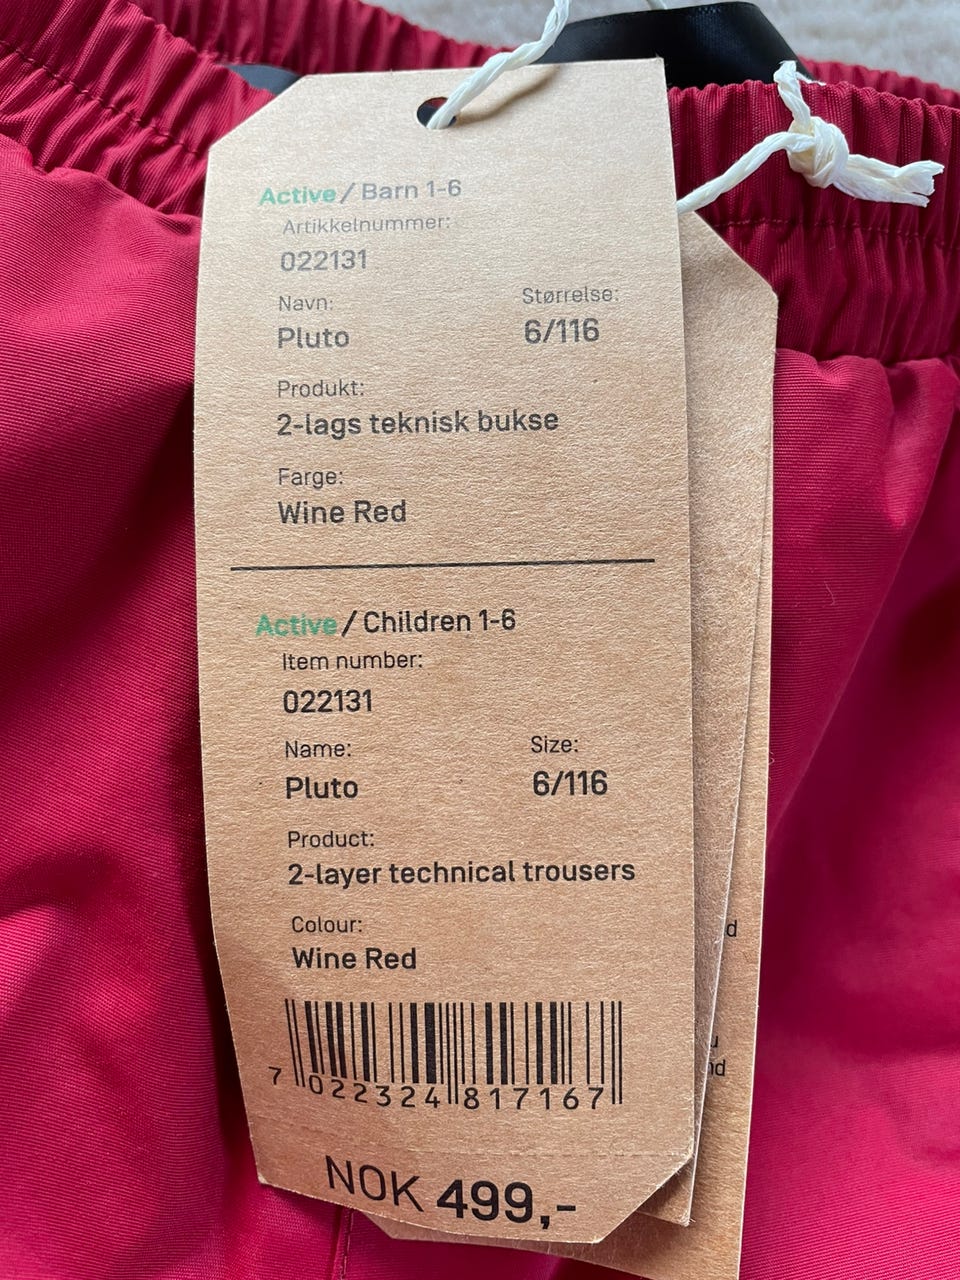 Active / Barn 1-6
Artikkelnummer:
022131
Navn:
Størrelse:
Pluto
6/116
Produkt:
2-lags teknisk bukse
Farge:
Wine Red
Active / Children 1-6
Item number:
022131
Name:
Size:
Pluto
6/116
Product:
2-layer technical trousers
Colour:
Wine Red
7 022324 817167
NOK 499,-